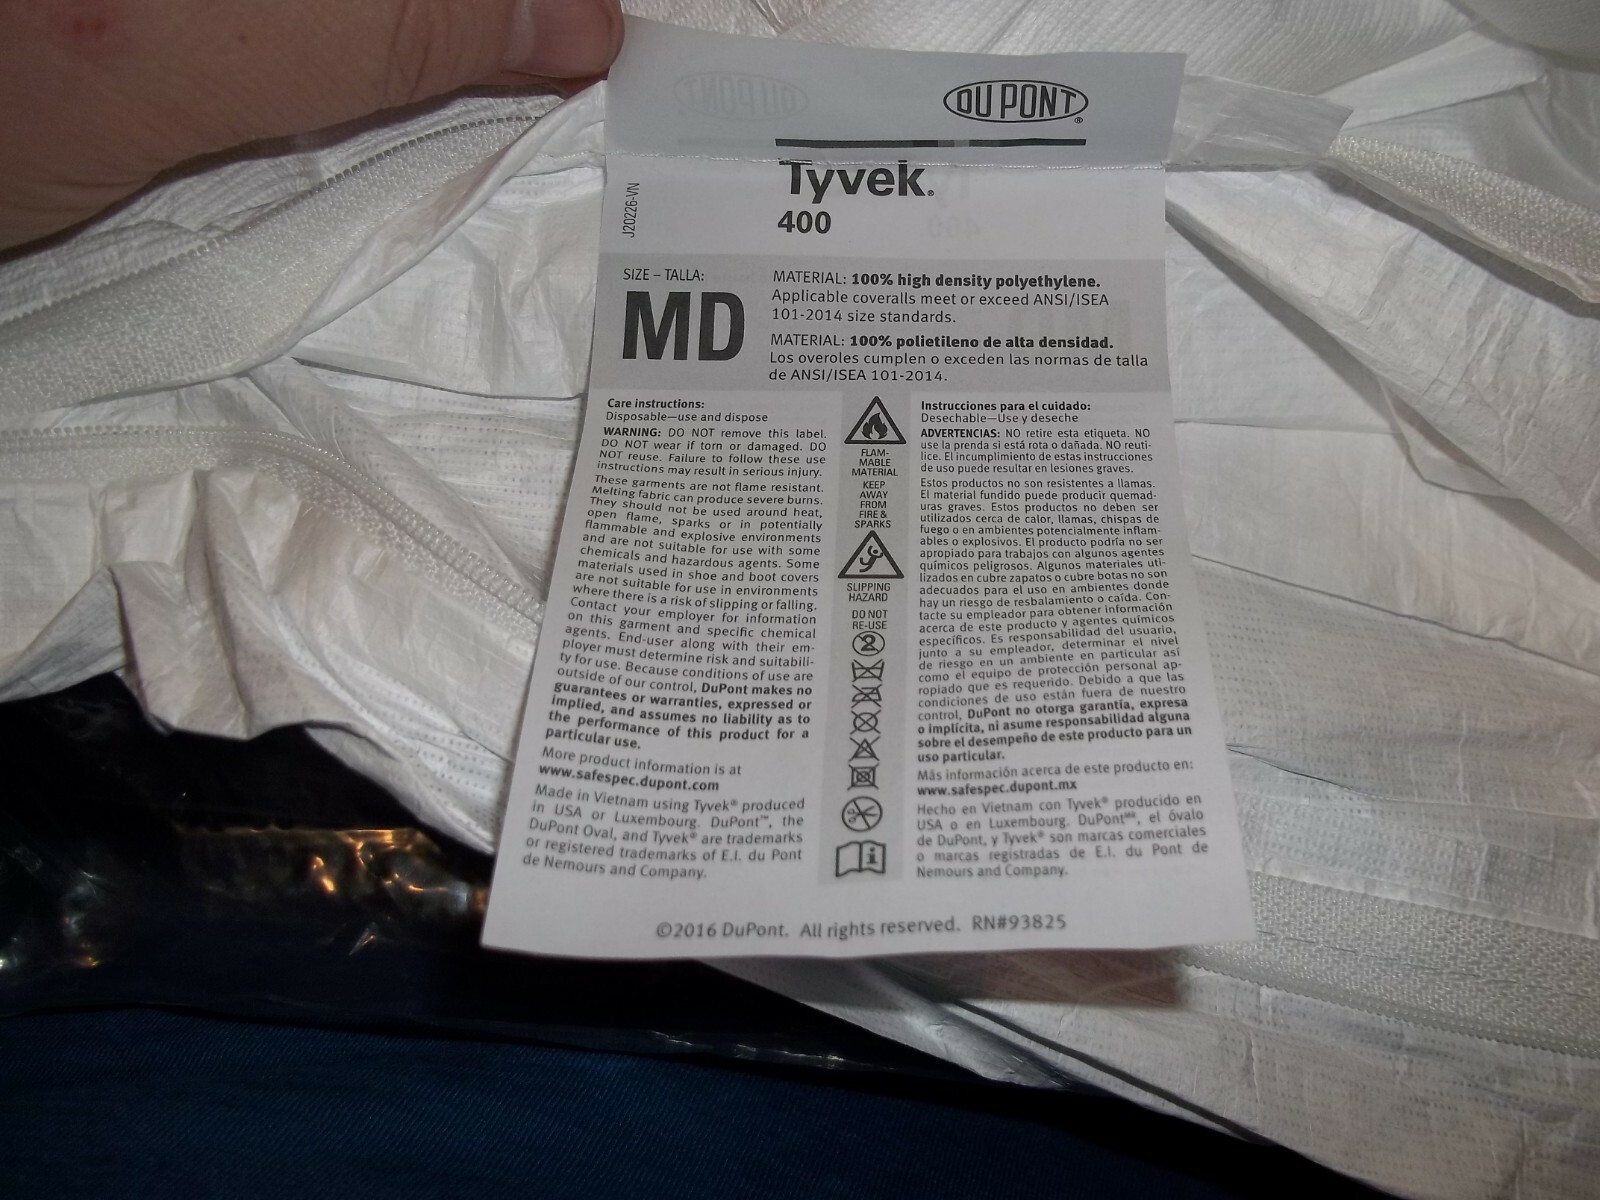 DU PONT®
Tyvek®
400
J20226-VN
SIZE – TALLA:
MD
MATERIAL: 100% high density polyethylene.
Applicable coveralls meet or exceed ANSI/ISEA
101-2014 size standards.
MATERIAL: 100% polietileno de alta densidad.
Los overoles cumplen o exceden las normas de talla
de ANSI/ISEA 101-2014.
Care instructions:
Disposable—use and dispose
WARNING: DO NOT remove this label.
DO NOT wear if torn or damaged. DO
NOT reuse. Failure to follow these use
instructions may result in serious injury.
These garments are not flame resistant.
Melting fabric can produce severe burns.
They should not be used around heat,
open flame, sparks or in potentially
flammable and explosive environments
and are not suitable for use with some
chemicals and hazardous agents. Some
materials used in shoe and boot covers
are not suitable for use in environments
where there is a risk of slipping or falling.
Contact your employer for information
on this garment and specific chemical
agents. End-user along with their em-
ployer must determine risk and suitabili-
ty for use. Because conditions of use are
outside of our control, DuPont makes no
guarantees or warranties, expressed or
implied, and assumes no liability as to
the performance of this product for a
particular use.
More product information is at
www.safespec.dupont.com
Made in Vietnam using Tyvek® produced
in USA or Luxembourg. DuPont™, the
DuPont Oval, and Tyvek® are trademarks
or registered trademarks of E.I. du Pont
de Nemours and Company.
FLAM-
MABLE
MATERIAL
KEEP
AWAY
FROM
FIRE &
SPARKS
SLIPPING
HAZARD
DO NOT
RE-USE
2
i
Instrucciones para el cuidado:
Desechable—Use y deseche
ADVERTENCIAS: NO retire esta etiqueta. NO
use la prenda si está rota o dañada. NO reuti-
lice. El incumplimiento de estas instrucciones
de uso puede resultar en lesiones graves.
Estos productos no son resistentes a llamas.
El material fundido puede producir quemad-
uras graves. Estos productos no deben ser
utilizados cerca de calor, llamas, chispas de
fuego o en ambientes potencialmente inflam-
ables o explosivos. El producto podría no ser
apropiado para trabajos con algunos agentes
químicos peligrosos. Algunos materiales uti-
lizados en cubre zapatos o cubre botas no son
adecuados para el uso en ambientes donde
hay un riesgo de resbalamiento o caída. Con-
tacte su empleador para obtener información
acerca de este producto y agentes químicos
específicos. Es responsabilidad del usuario,
junto a su empleador, determinar el nivel
de riesgo en un ambiente en particular así
como el equipo de protección personal ap-
ropiado que es requerido. Debido a que las
condiciones de uso están fuera de nuestro
control, DuPont no otorga garantía, expresa
o implícita, ni asume responsabilidad alguna
sobre el desempeño de este producto para un
uso particular.
Más información acerca de este producto en:
www.safespec.dupont.mx
Hecho en Vietnam con Tyvek® producido en
USA o en Luxembourg. DuPontᴹᴿ, el óvalo
de DuPont, y Tyvek® son marcas comerciales
o marcas registradas de E.I. du Pont de
Nemours and Company.
©2016 DuPont. All rights reserved. RN#93825